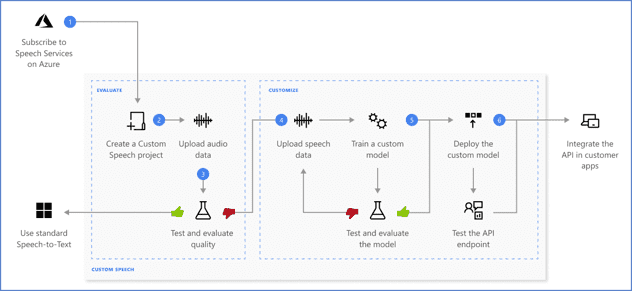 1
Subscribe to
Speech Services
on Azure
EVALUATE
2
Create a Custom
Speech project
Upload audio
data
3
Test and evaluate
quality
Use standard
Speech-to-Text
CUSTOMIZE
4
Upload speech
data
Train a custom
model
5
Test and evaluate
the model
Deploy the
custom model
6
Test the API
endpoint
Integrate the
API in customer
apps
CUSTOM SPEECH